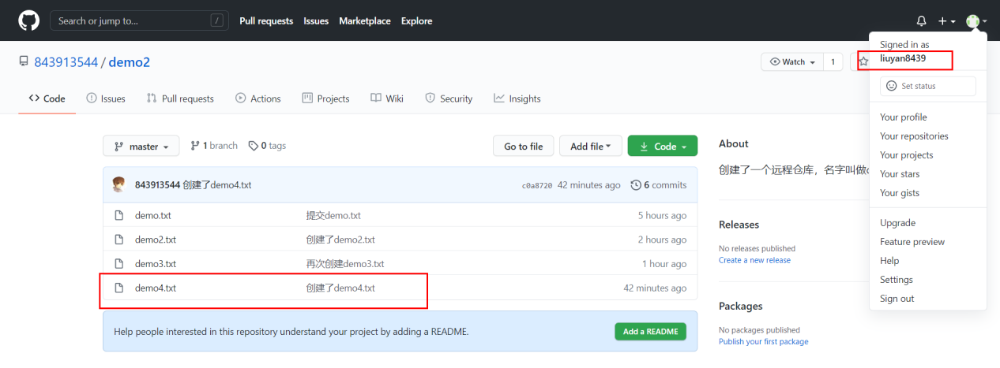 Search or jump to...
/
Pull requests
Issues
Marketplace
Explore
Signed in as
liuyan8439
Set status
Your profile
Your repositories
Your projects
Your stars
Your gists
Upgrade
Feature preview
Help
Settings
Sign out
843913544 / demo2
Watch
1
Code
Issues
Pull requests
Actions
Projects
Wiki
Security
Insights
master
1 branch
0 tags
Go to file
Add file
Code
843913544 创建了demo4.txt
c0a8720 42 minutes ago
6 commits
demo.txt 提交demo.txt 5 hours ago
demo2.txt 创建了demo2.txt 2 hours ago
demo3.txt 再次创建demo3.txt 1 hour ago
demo4.txt 创建了demo4.txt 42 minutes ago
Help people interested in this repository understand your project by adding a README.
Add a README
About
创建了一个远程仓库，名字叫做
Releases
No releases published
Create a new release
Packages
No packages published
Publish your first package